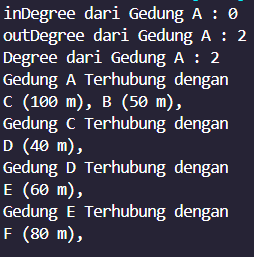 inDegree dari Gedung A : 0
outDegree dari Gedung A : 2
Degree dari Gedung A : 2
Gedung A Terhubung dengan
C (100 m), B (50 m),
Gedung C Terhubung dengan
D (40 m),
Gedung D Terhubung dengan
E (60 m),
Gedung E Terhubung dengan
F (80 m),